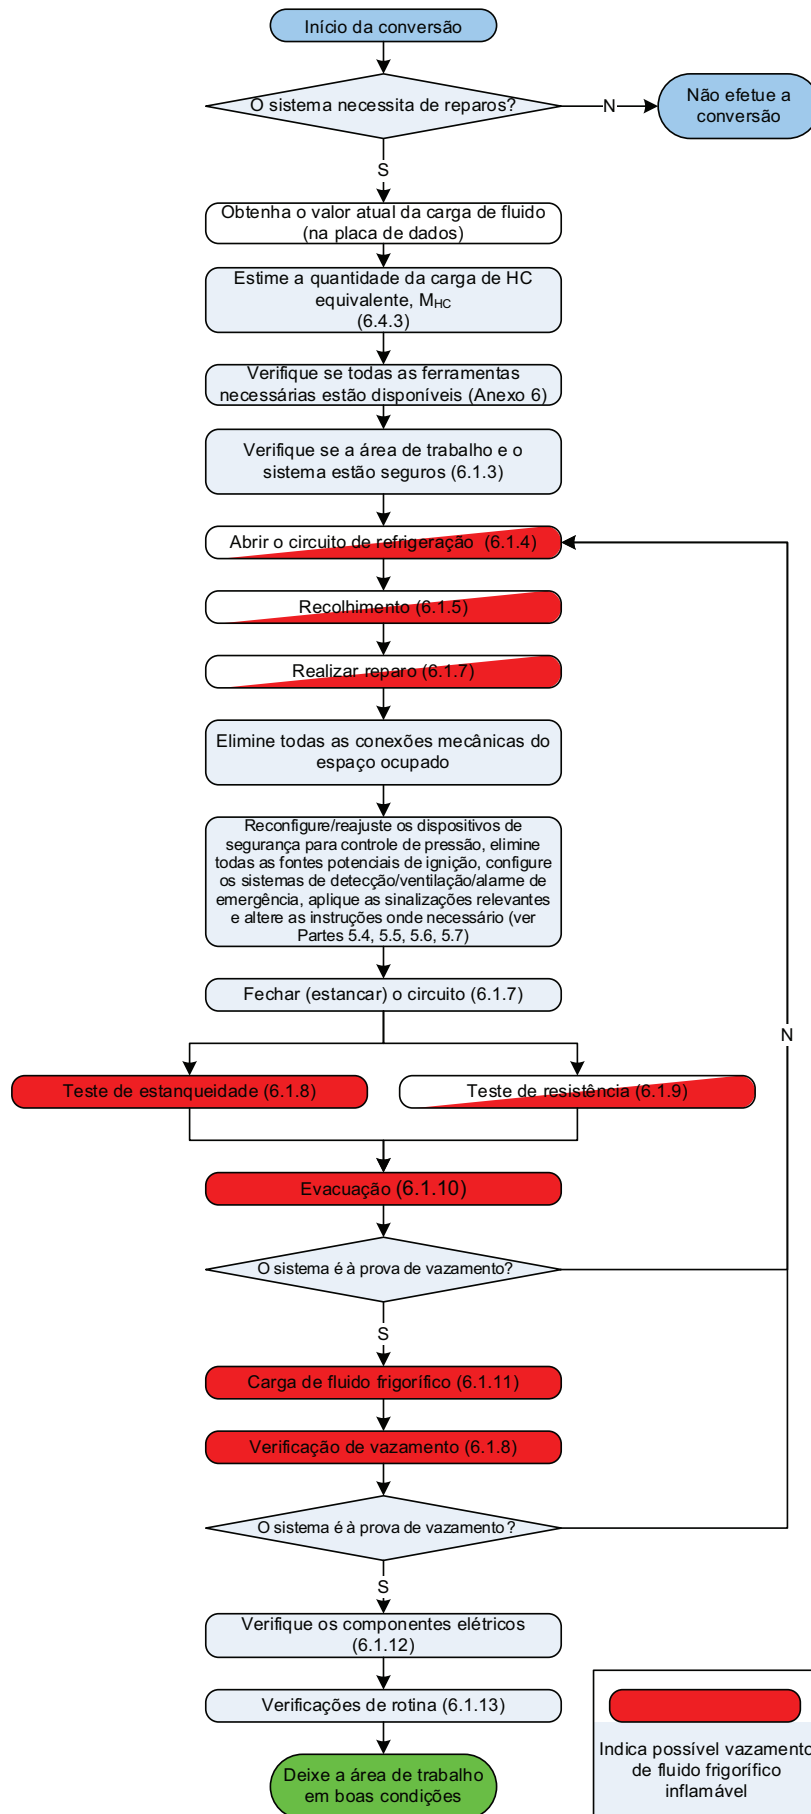 Início da conversão
O sistema necessita de reparos?
N
Não efetue a
conversão
S
Obtenha o valor atual da carga de fluido
(na placa de dados)
Estime a quantidade da carga de HC
equivalente, MHC
(6.4.3)
Verifique se todas as ferramentas
necessárias estão disponíveis (Anexo 6)
Verifique se a área de trabalho e o
sistema estão seguros (6.1.3)
Abrir o circuito de refrigeração (6.1.4)
Recolhimento (6.1.5)
Realizar reparo (6.1.7)
Elimine todas as conexões mecânicas do
espaço ocupado
Reconfigure/reajuste os dispositivos de
segurança para controle de pressão, elimine
todas as fontes potenciais de ignição, configure
os sistemas de detecção/ventilação/alarme de
emergência, aplique as sinalizações relevantes
e altere as instruções onde necessário (ver
Partes 5.4, 5.5, 5.6, 5.7)
Fechar (estancar) o circuito (6.1.7)
N
Teste de estanqueidade (6.1.8)
Teste de resistência (6.1.9)
Evacuação (6.1.10)
O sistema é à prova de vazamento?
S
Carga de fluido frigorífico (6.1.11)
Verificação de vazamento (6.1.8)
O sistema é à prova de vazamento?
S
Verifique os componentes elétricos
(6.1.12)
Verificações de rotina (6.1.13)
Deixe a área de trabalho
em boas condições
Indica possível vazamento
de fluido frigorífico
inflamável